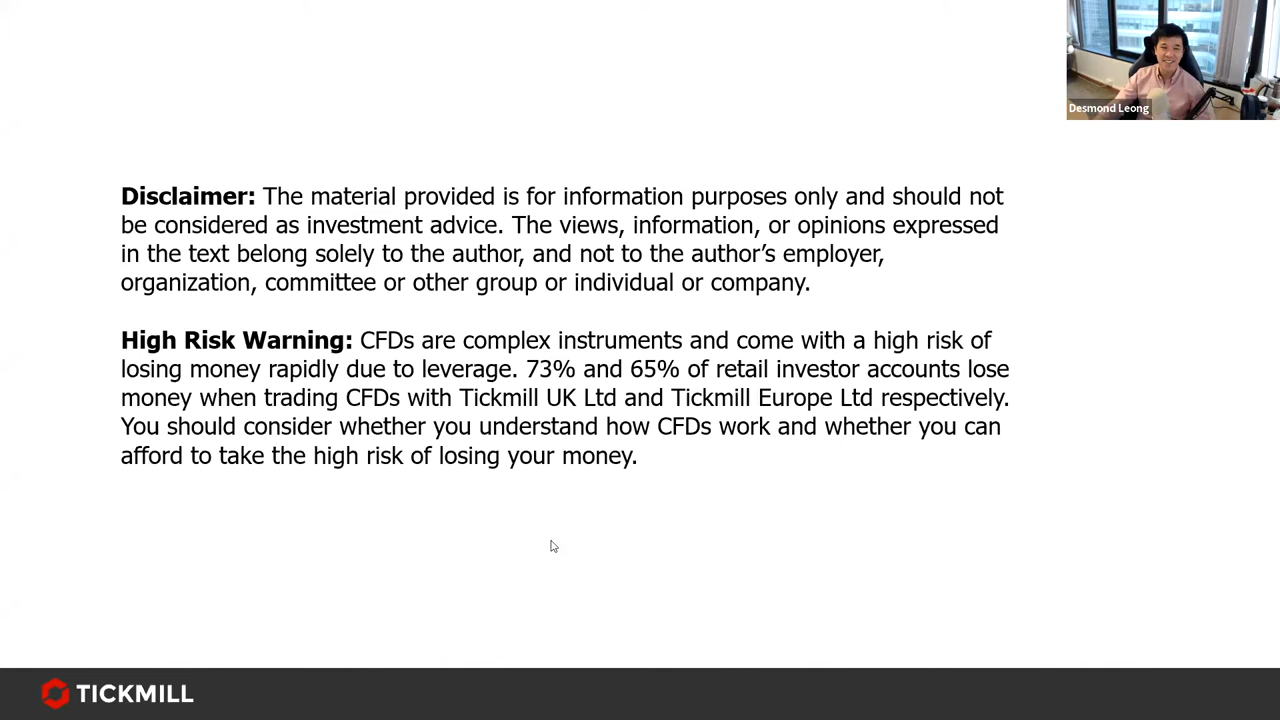 Desmond Leong
Disclaimer: The material provided is for information purposes only and should not
be considered as investment advice. The views, information, or opinions expressed
in the text belong solely to the author, and not to the author’s employer,
organization, committee or other group or individual or company.
High Risk Warning: CFDs are complex instruments and come with a high risk of
losing money rapidly due to leverage. 73% and 65% of retail investor accounts lose
money when trading CFDs with Tickmill UK Ltd and Tickmill Europe Ltd respectively.
You should consider whether you understand how CFDs work and whether you can
afford to take the high risk of losing your money.
TICKMILL